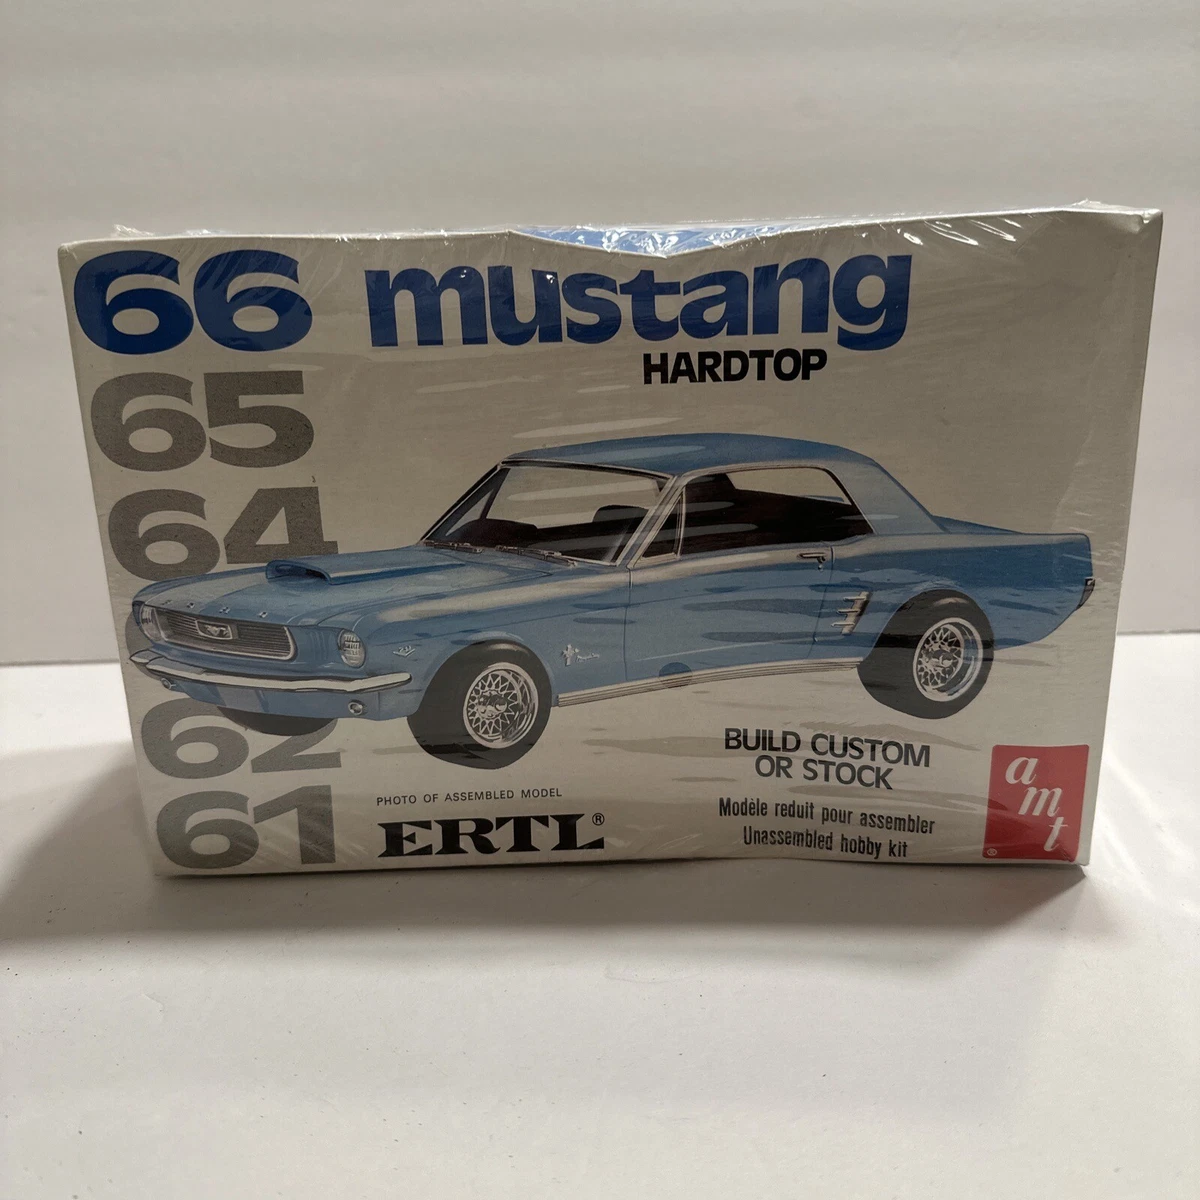 66 mustang
HARDTOP
65
64
62
61
PHOTO OF ASSEMBLED MODEL
ERTL®
BUILD CUSTOM
OR STOCK
Modèle reduit pour assembler
Unassembled hobby kit
amt
®